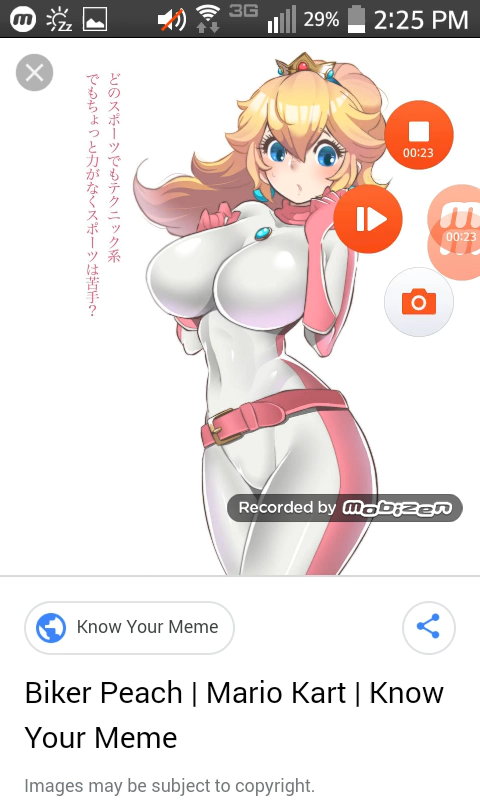 3G 29% 2:25 PM
どのスポーツでもテクニック系
でもちょっと力がなくスポーツは苦手?
00:23
00:23
Recorded by mobizen
Know Your Meme
Biker Peach | Mario Kart | Know
Your Meme
Images may be subject to copyright.